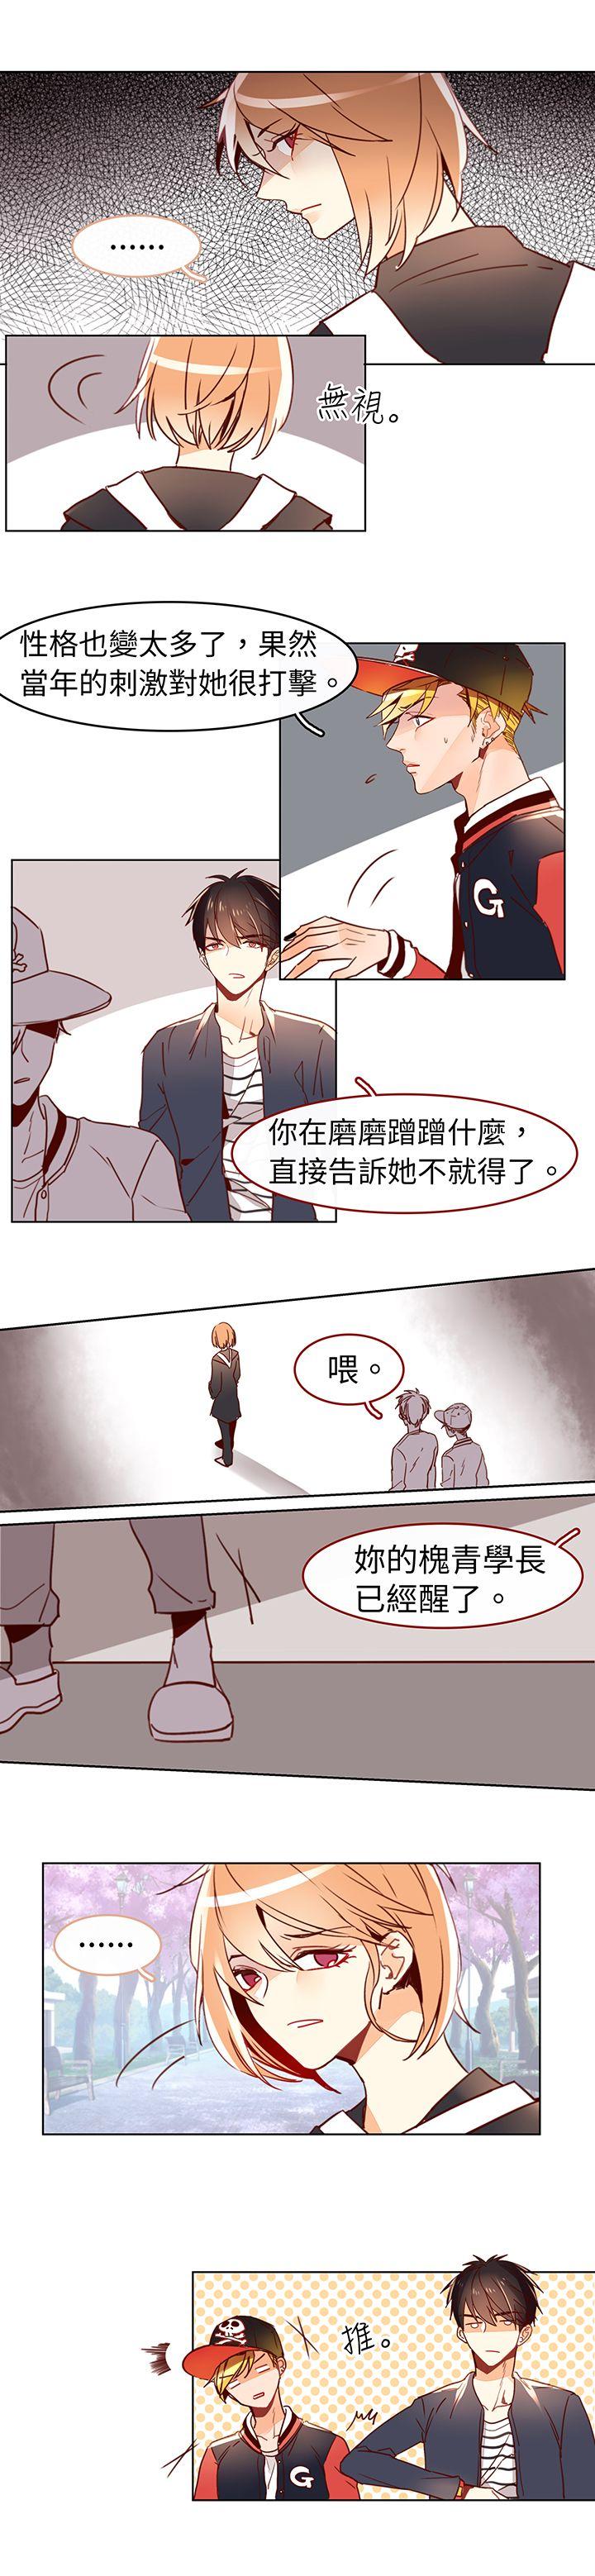 ……
無視。
性格也變太多了，果然
當年的刺激對她很打擊。
G
你在磨磨蹭蹭什麼，
直接告訴她不就得了。
喂。
妳的槐青學長
已經醒了。
……
推。
G